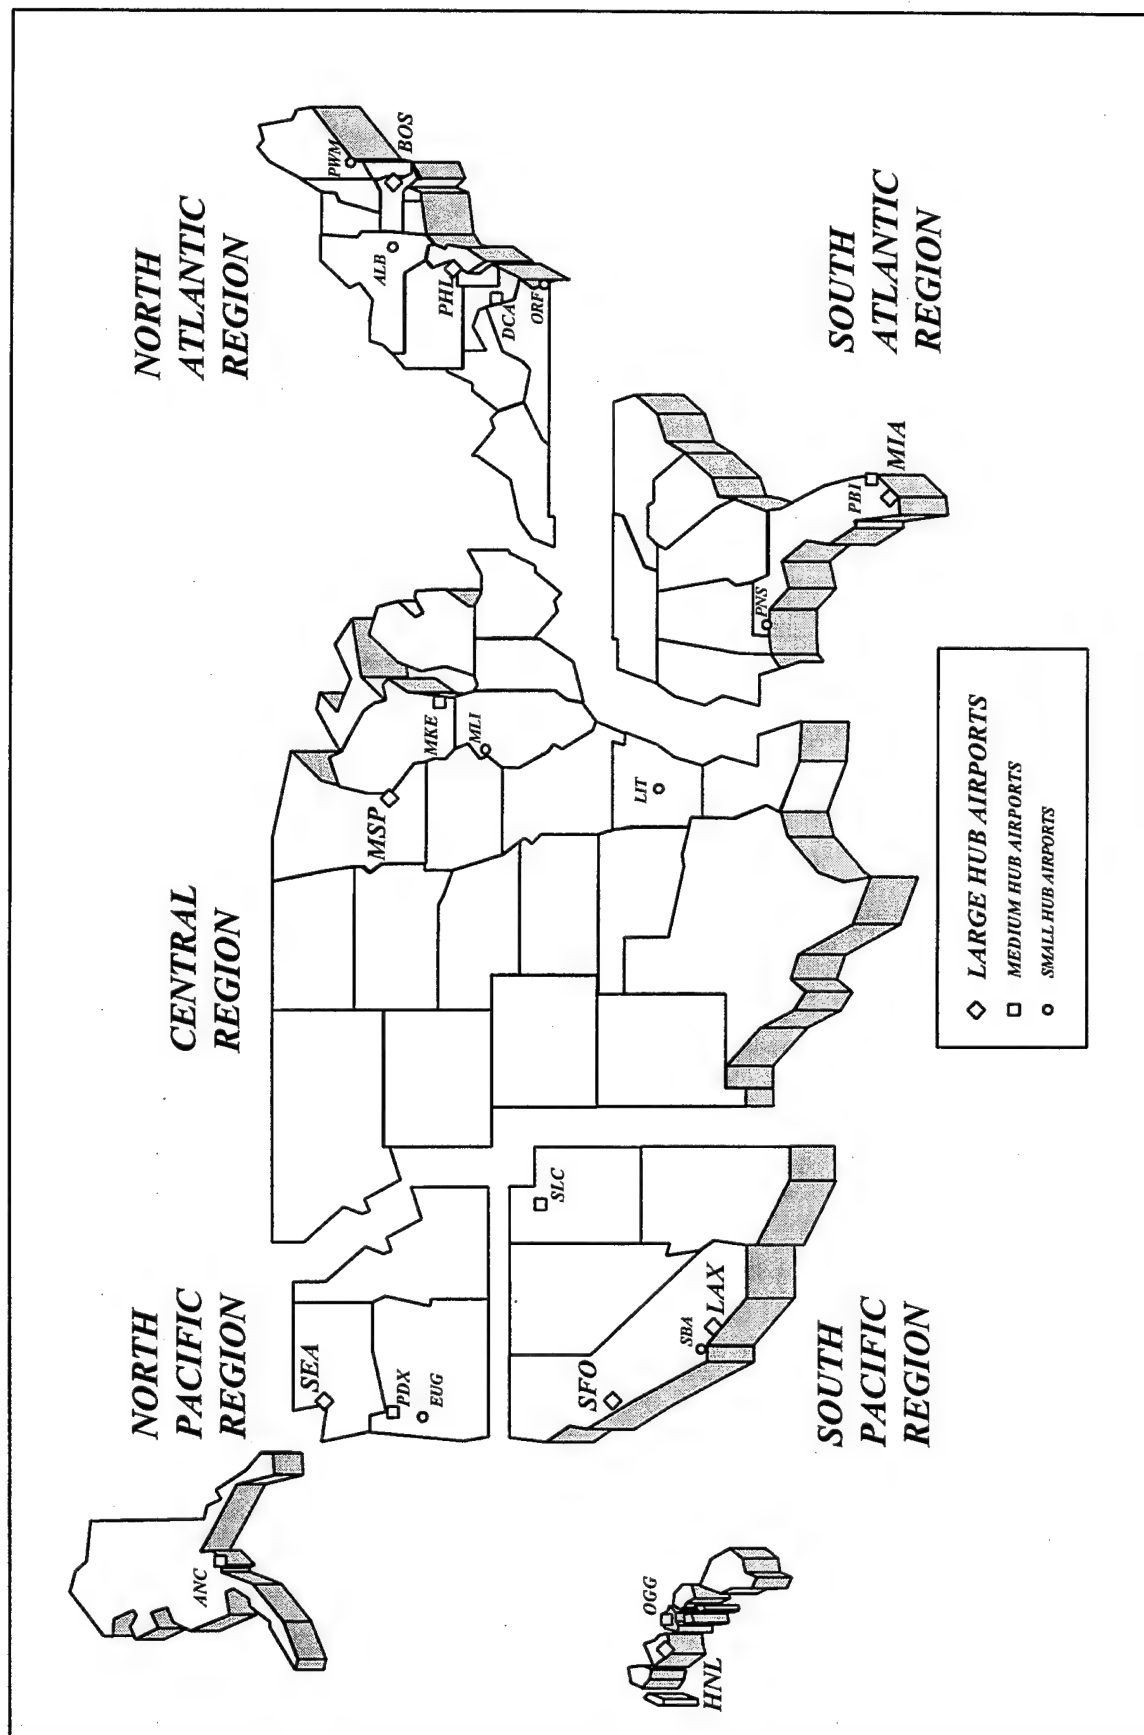 NORTH
PACIFIC
REGION
CENTRAL
REGION
NORTH
ATLANTIC
REGION
ANC
SEA
PDX
EUG
MSP
MKE
MLI
LIT
PWM
BOS
ALB
PHL
DCA
ORF
SLC
SFO
SBA
LAX
OGG
HNL
PNS
PBI
MIA
SOUTH
PACIFIC
REGION
SOUTH
ATLANTIC
REGION
LARGE HUB AIRPORTS
MEDIUM HUB AIRPORTS
SMALL HUB AIRPORTS